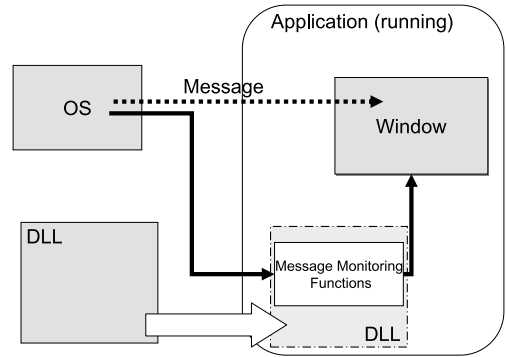 Application (running)
Message
OS
Window
DLL
Message Monitoring
Functions
DLL